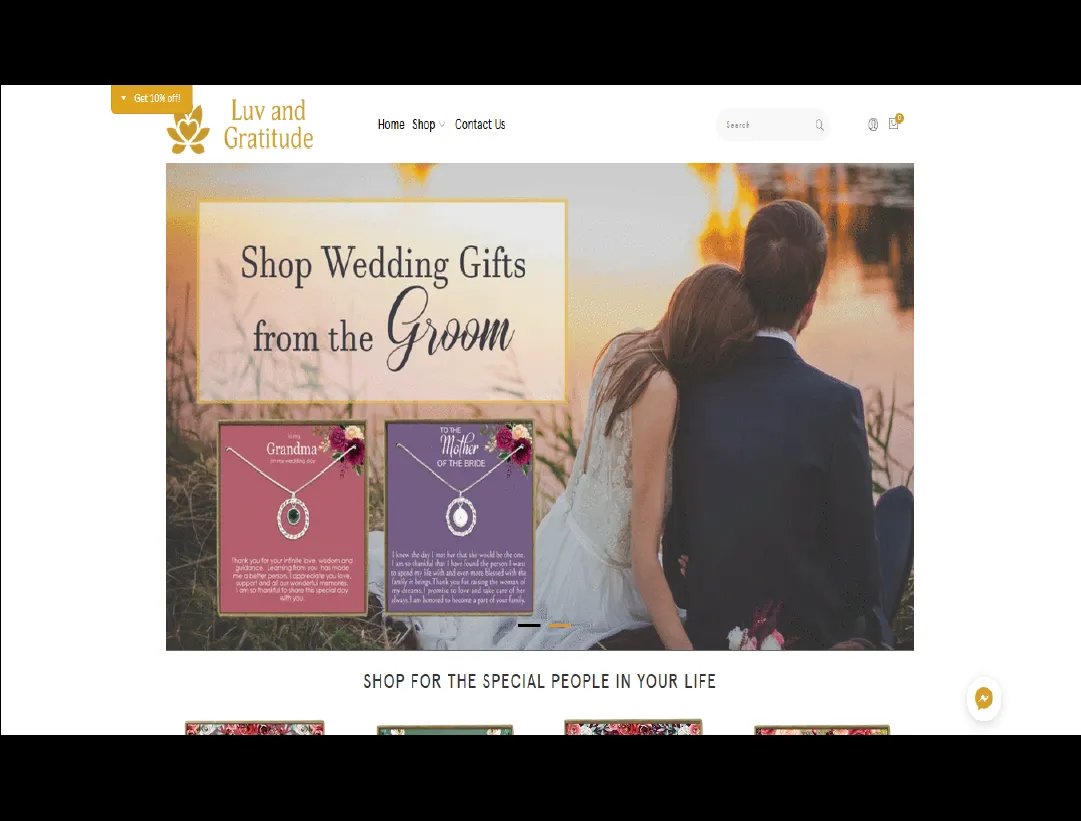 Get 10% off!
Luv and
Gratitude
Home Shop Contact Us
Search
0
Shop Wedding Gifts
from the Groom
to my
Grandma
on my wedding day
Thank you for your infinite love, wisdom and
guidance. Learning from you has made
me a better person. I appreciate you love,
support and all our wonderful memories.
I am so thankful to share this special day
with you.
TO THE
Mother
OF THE BRIDE
I knew the day I met her that she would be the one.
I am so thankful that I have found the person I want
to spend my life with and even more blessed with the
family it brings. Thank you for raising the woman of
my dreams. I promise to love and take care of her
always. I am honored to become a part of your family.
SHOP FOR THE SPECIAL PEOPLE IN YOUR LIFE